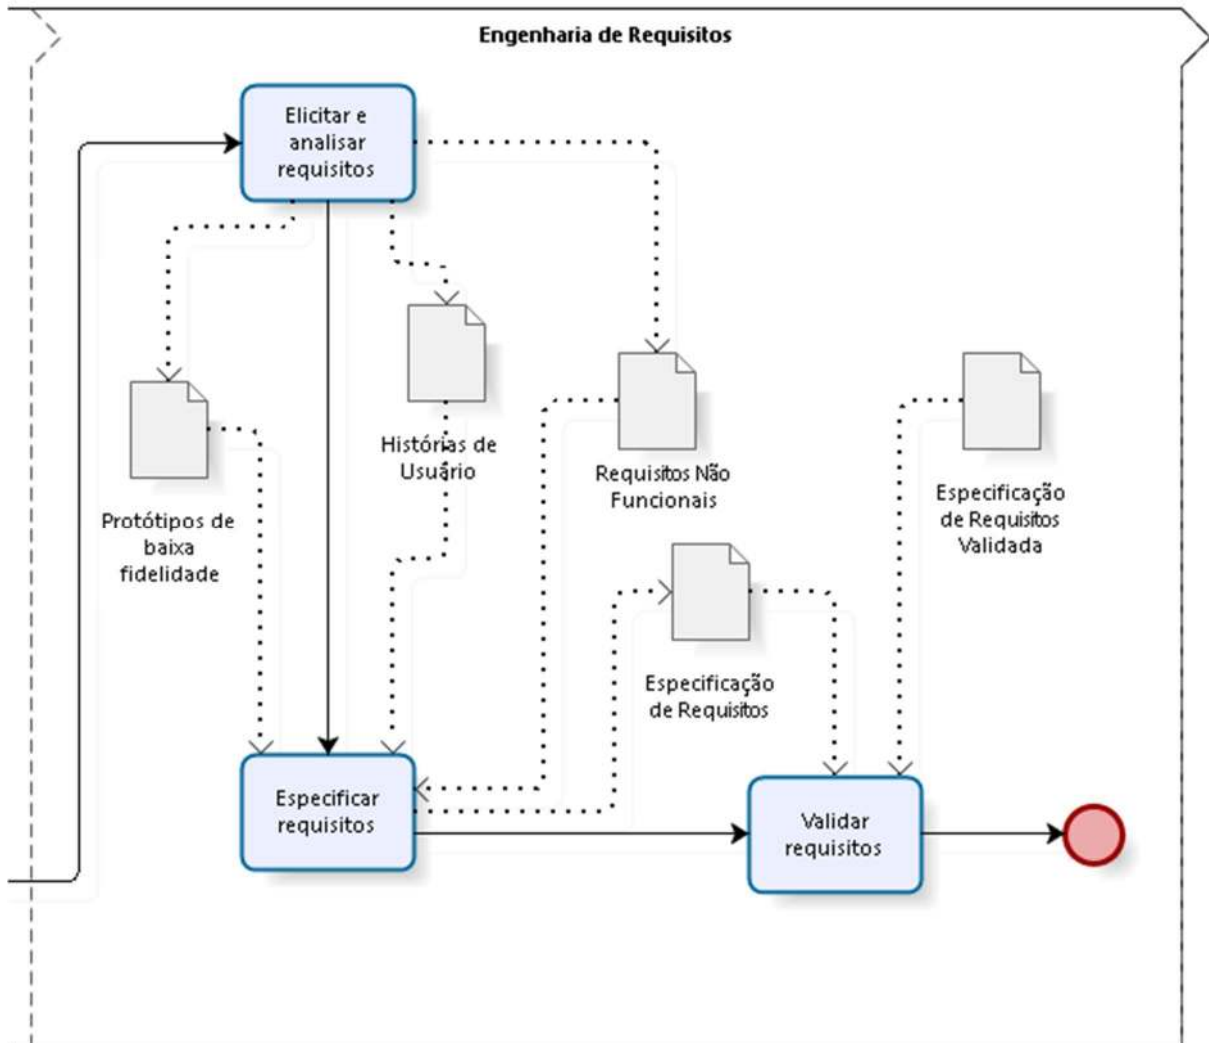 Engenharia de Requisitos
Elicitar e
analisar
requisitos
Histórias de
Usuário
Requisitos Não
Funcionais
Especificação
de Requisitos
Validada
Protótipos de
baixa
fidelidade
Especificação
de Requisitos
Especificar
requisitos
Validar
requisitos